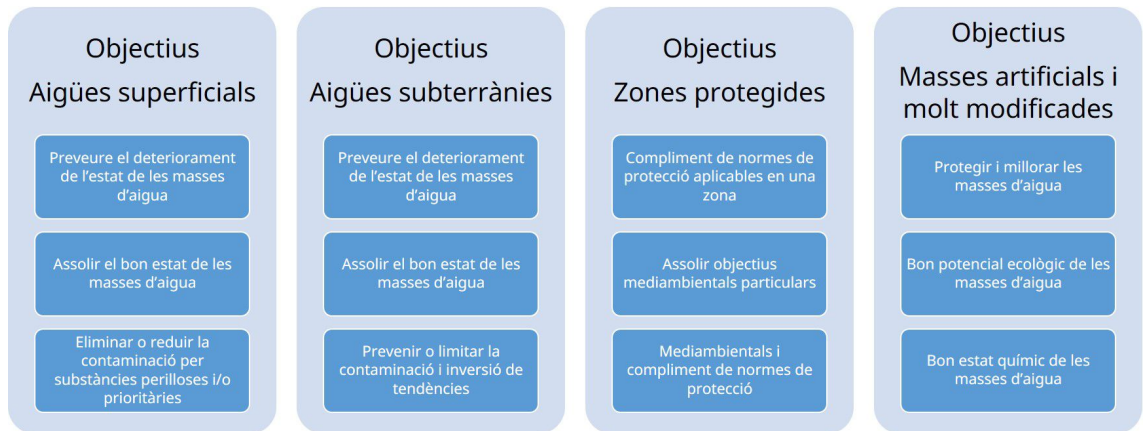 Objectius
Aigües superficials
Preveure el deteriorament
de l'estat de les masses
d'aigua
Assolir el bon estat de les
masses d'aigua
Eliminar o reduir la
contaminació per
substàncies perilloses i/o
prioritàries
Objectius
Aigües subterrànies
Preveure el deteriorament
de l'estat de les masses
d'aigua
Assolir el bon estat de les
masses d'aigua
Prevenir o limitar la
contaminació i inversió de
tendències
Objectius
Zones protegides
Compliment de normes de
protecció aplicables en una
zona
Assolir objectius
mediambientals particulars
Mediambientals i
compliment de normes de
protecció
Objectius
Masses artificials i
molt modificades
Protegir i millorar les
masses d'aigua
Bon potencial ecològic de les
masses d'aigua
Bon estat químic de les
masses d'aigua